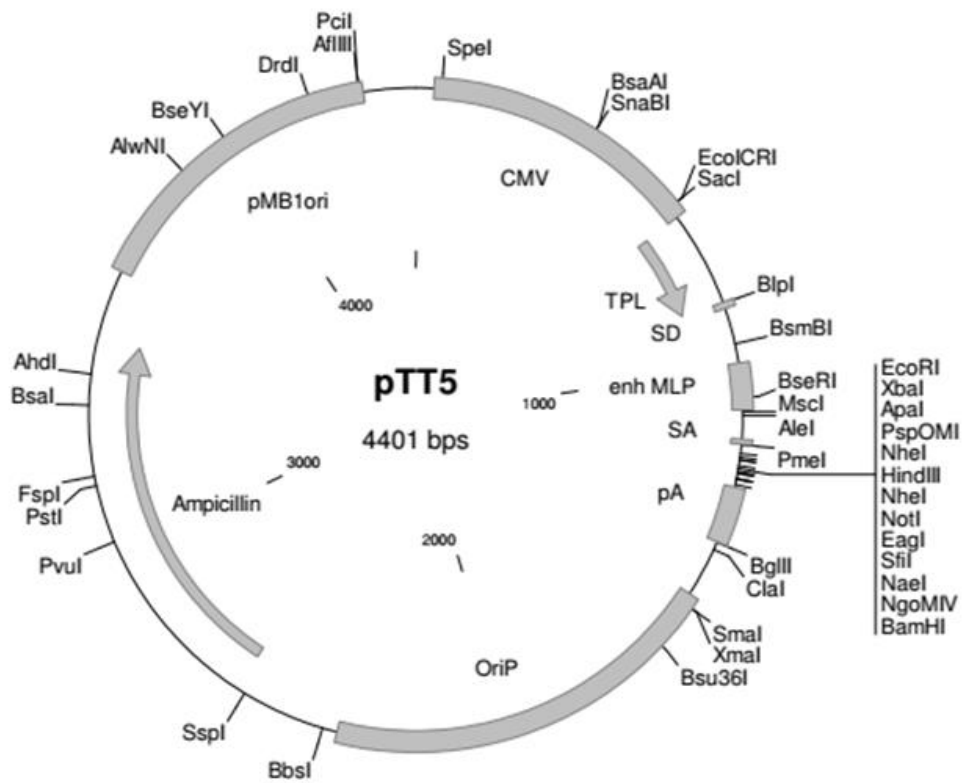 PciI
AflIII
DrdI
BseYI
AlwNI
SpeI
BsaAI
SnaBI
EcoICRI
SacI
CMV
pMB1ori
4000
BlpI
TPL
SD
BsmBI
AhdI
BsaI
pTT5
4401 bps
1000
enh MLP
BseRI
MscI
AleI
SA
PmeI
pA
EcoRI
XbaI
ApaI
PspOMI
NheI
HindIII
NheI
NotI
EagI
SfiI
NaeI
NgoMIV
BamHI
3000
Ampicillin
FspI
PstI
PvuI
2000
BglII
ClaI
SmaI
XmaI
Bsu36I
OriP
SspI
BbsI